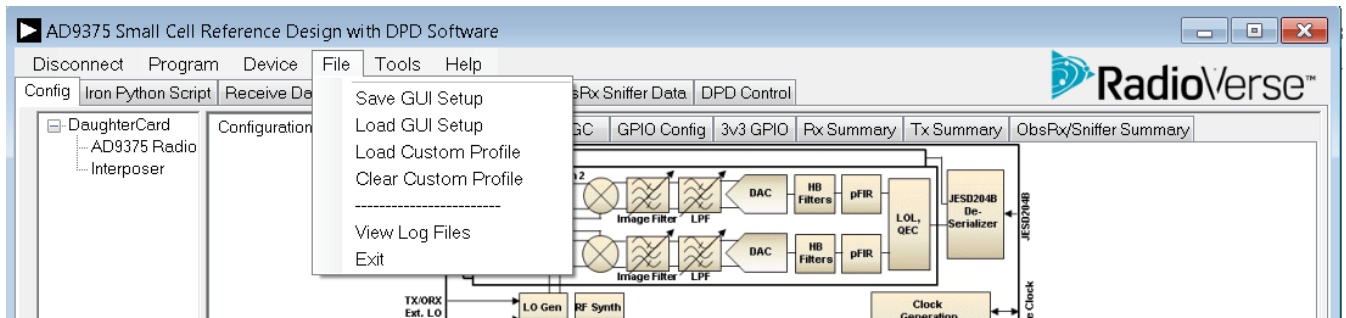 AD9375 Small Cell Reference Design with DPD Software
Disconnect Program Device File Tools Help
RadioVerse™
Config Iron Python Script Receive Da
sRx Sniffer Data DPD Control
Save GUI Setup
Load GUI Setup
Load Custom Profile
Clear Custom Profile
------------------------
View Log Files
Exit
DaughterCard
AD9375 Radio
Interposer
Configuration
GC GPIO Config 3v3 GPIO Rx Summary Tx Summary ObsRx/Sniffer Summary
2
Image Filter LPF DAC HB Filters pFIR
LOL, QEC
JESD204B De-Serializer
JESD204B
Image Filter LPF DAC HB Filters pFIR
TX/ORX Ext. LO
LO Gen RF Synth
Clock Generation
e Clock